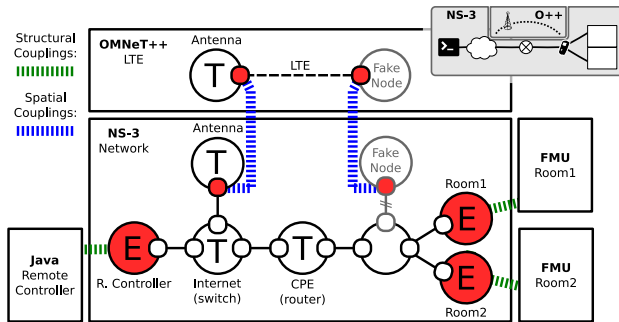 Structural
Couplings:
Spatial
Couplings:
OMNeT++
LTE
Antenna
T
LTE
Fake
Node
NS-3
O++
NS-3
Network
Antenna
T
Fake
Node
Room1
E
FMU
Room1
Java
Remote
Controller
E
R. Controller
T
Internet
(switch)
T
CPE
(router)
E
Room2
FMU
Room2